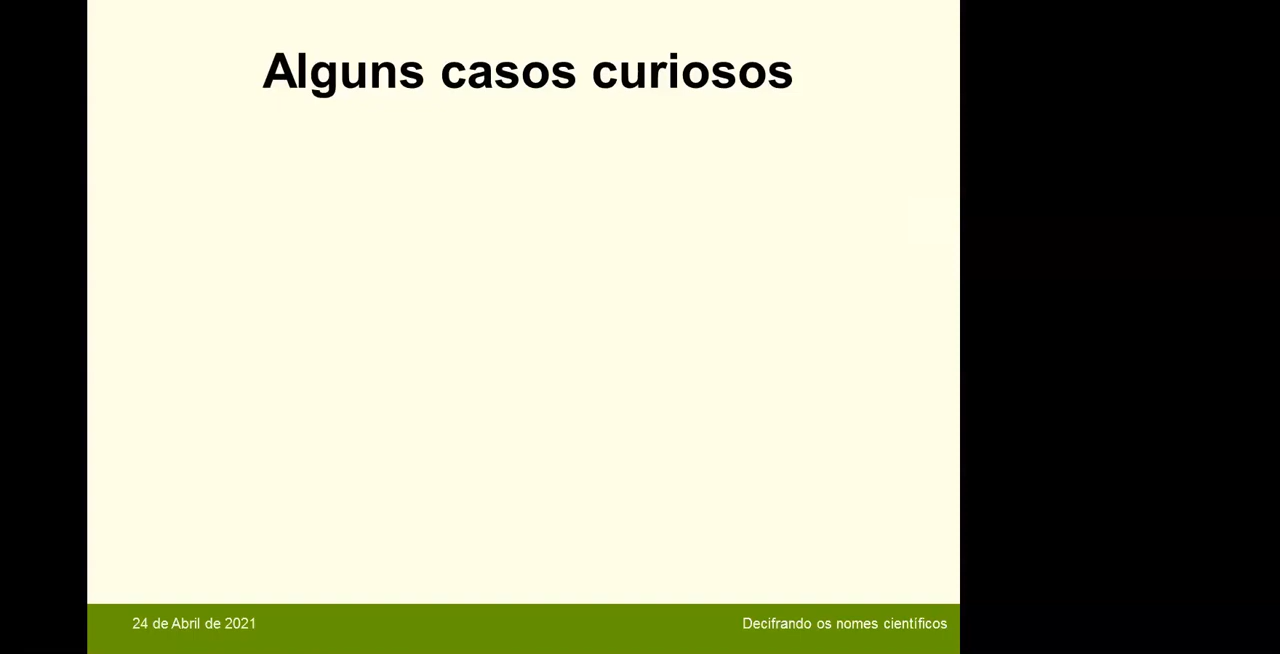 Alguns casos curiosos
24 de Abril de 2021
Decifrando os nomes científicos